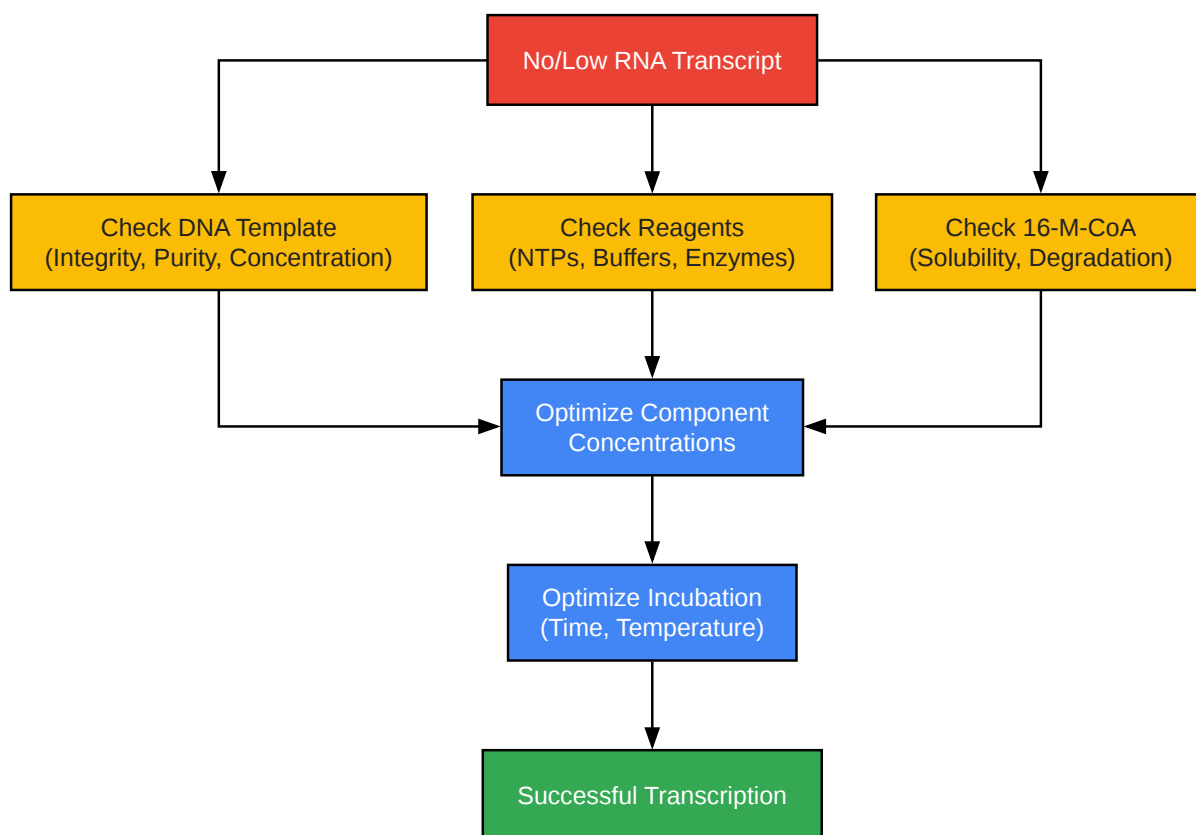 No/Low RNA Transcript
Check DNA Template
(Integrity, Purity, Concentration)
Check Reagents
(NTPs, Buffers, Enzymes)
Check 16-M-CoA
(Solubility, Degradation)
Optimize Component
Concentrations
Optimize Incubation
(Time, Temperature)
Successful Transcription